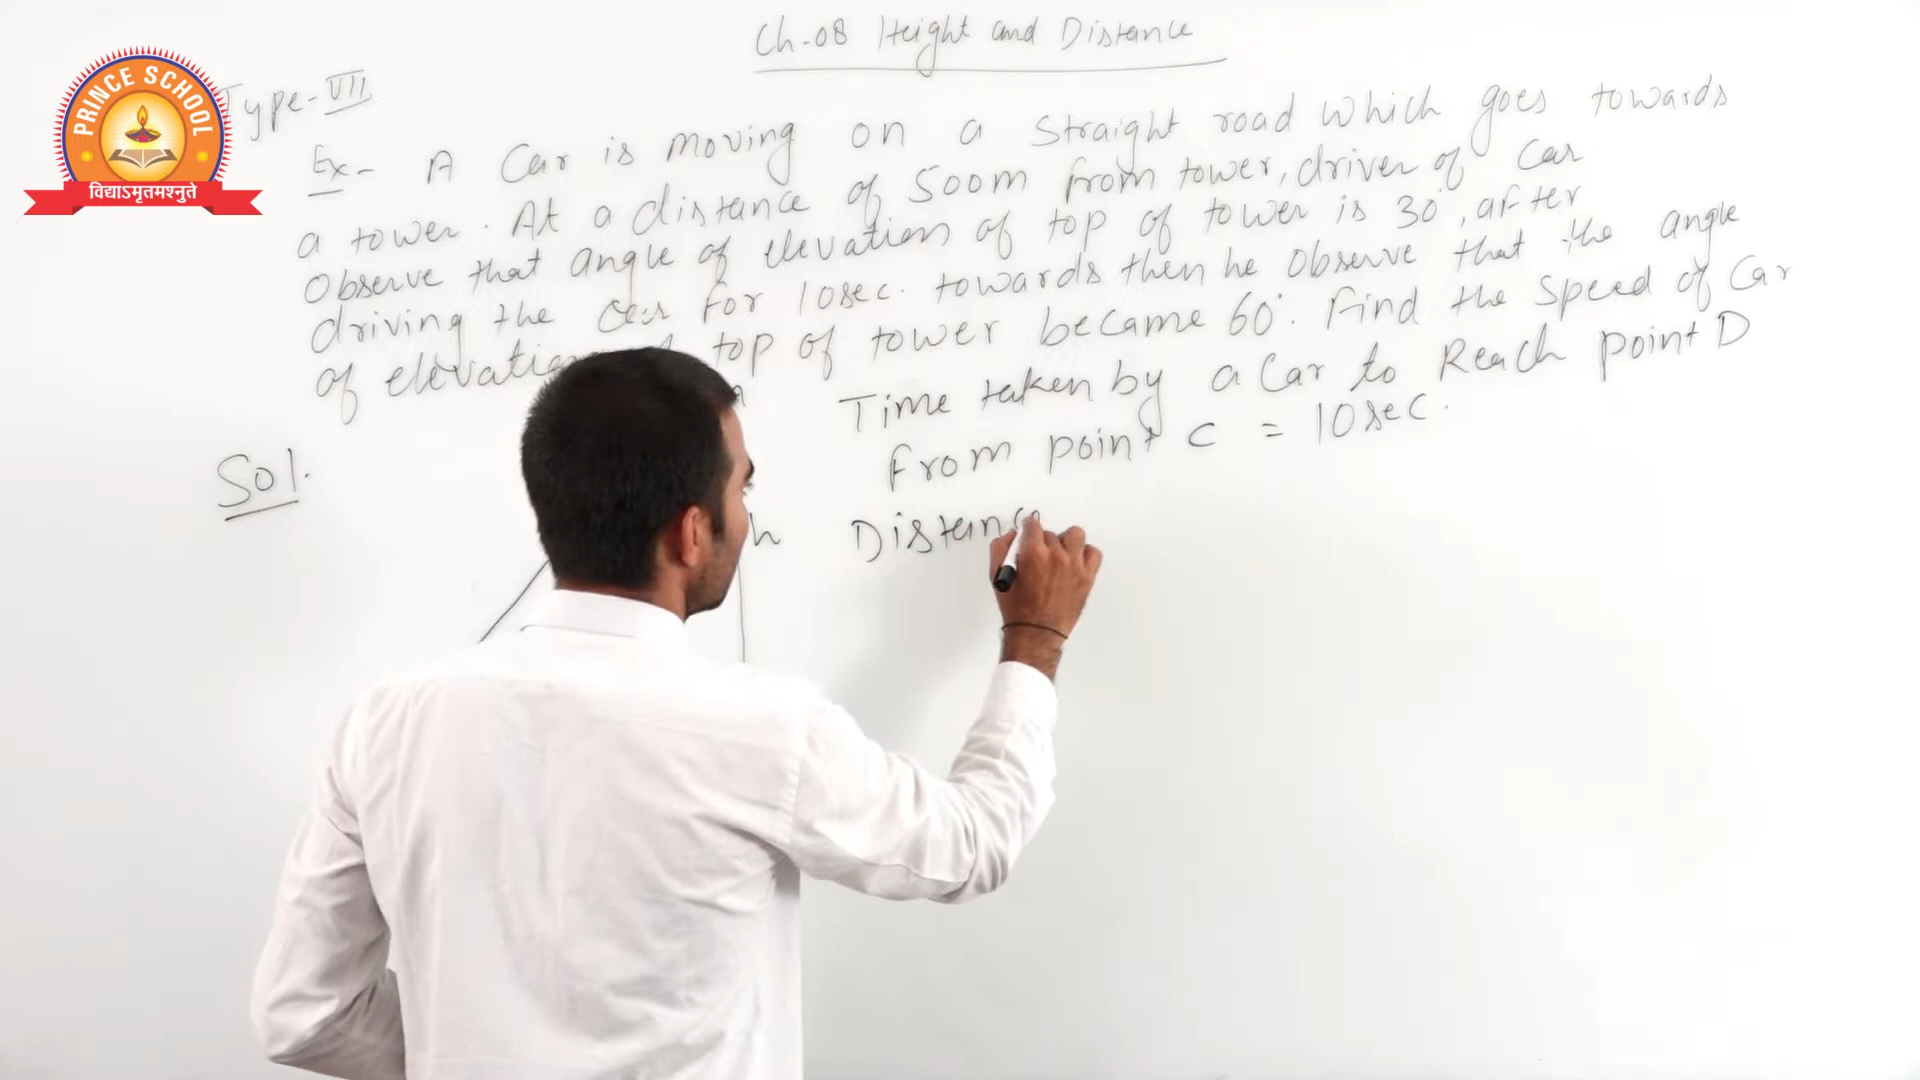 Ch-08 Height and Distance
PRINCE SCHOOL
विद्याऽमृतमश्नुते
Type-VII
Ex- A Car is moving on a straight road which goes towards
a tower. At a distance of 500m from tower, driver of car
observe that angle of elevation of top of tower is 30°, after
driving the car for 10sec. towards then he observe that the angle
of elevation top of tower became 60°. Find the speed of Car
Time taken by a Car to Reach point D
from point C = 10sec.
Sol.
h
Distanc